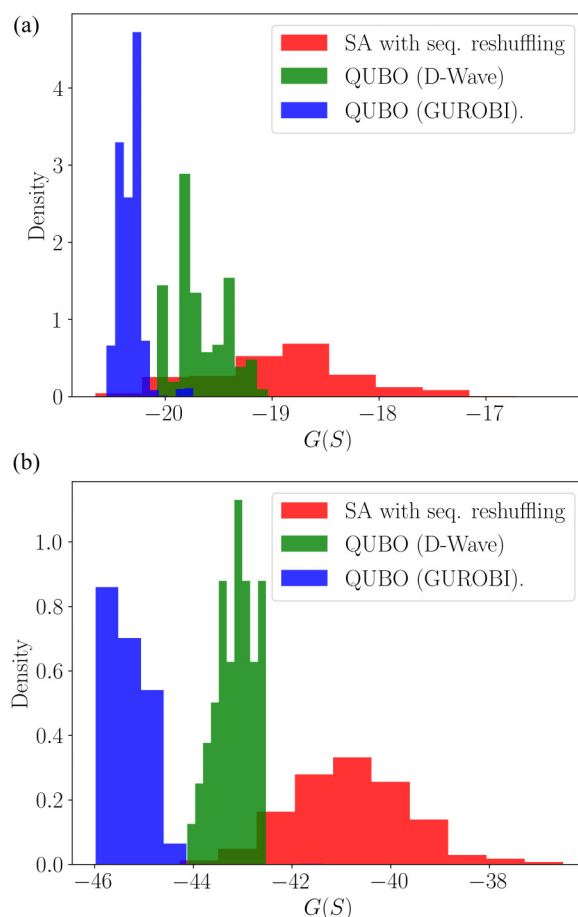 (a)
SA with seq. reshuffling
QUBO (D-Wave)
QUBO (GUROBI).
Density
4
3
2
1
0
−20 −19 −18 −17
G(S)
(b)
SA with seq. reshuffling
QUBO (D-Wave)
QUBO (GUROBI).
Density
1.0
0.8
0.6
0.4
0.2
0.0
−46 −44 −42 −40 −38
G(S)